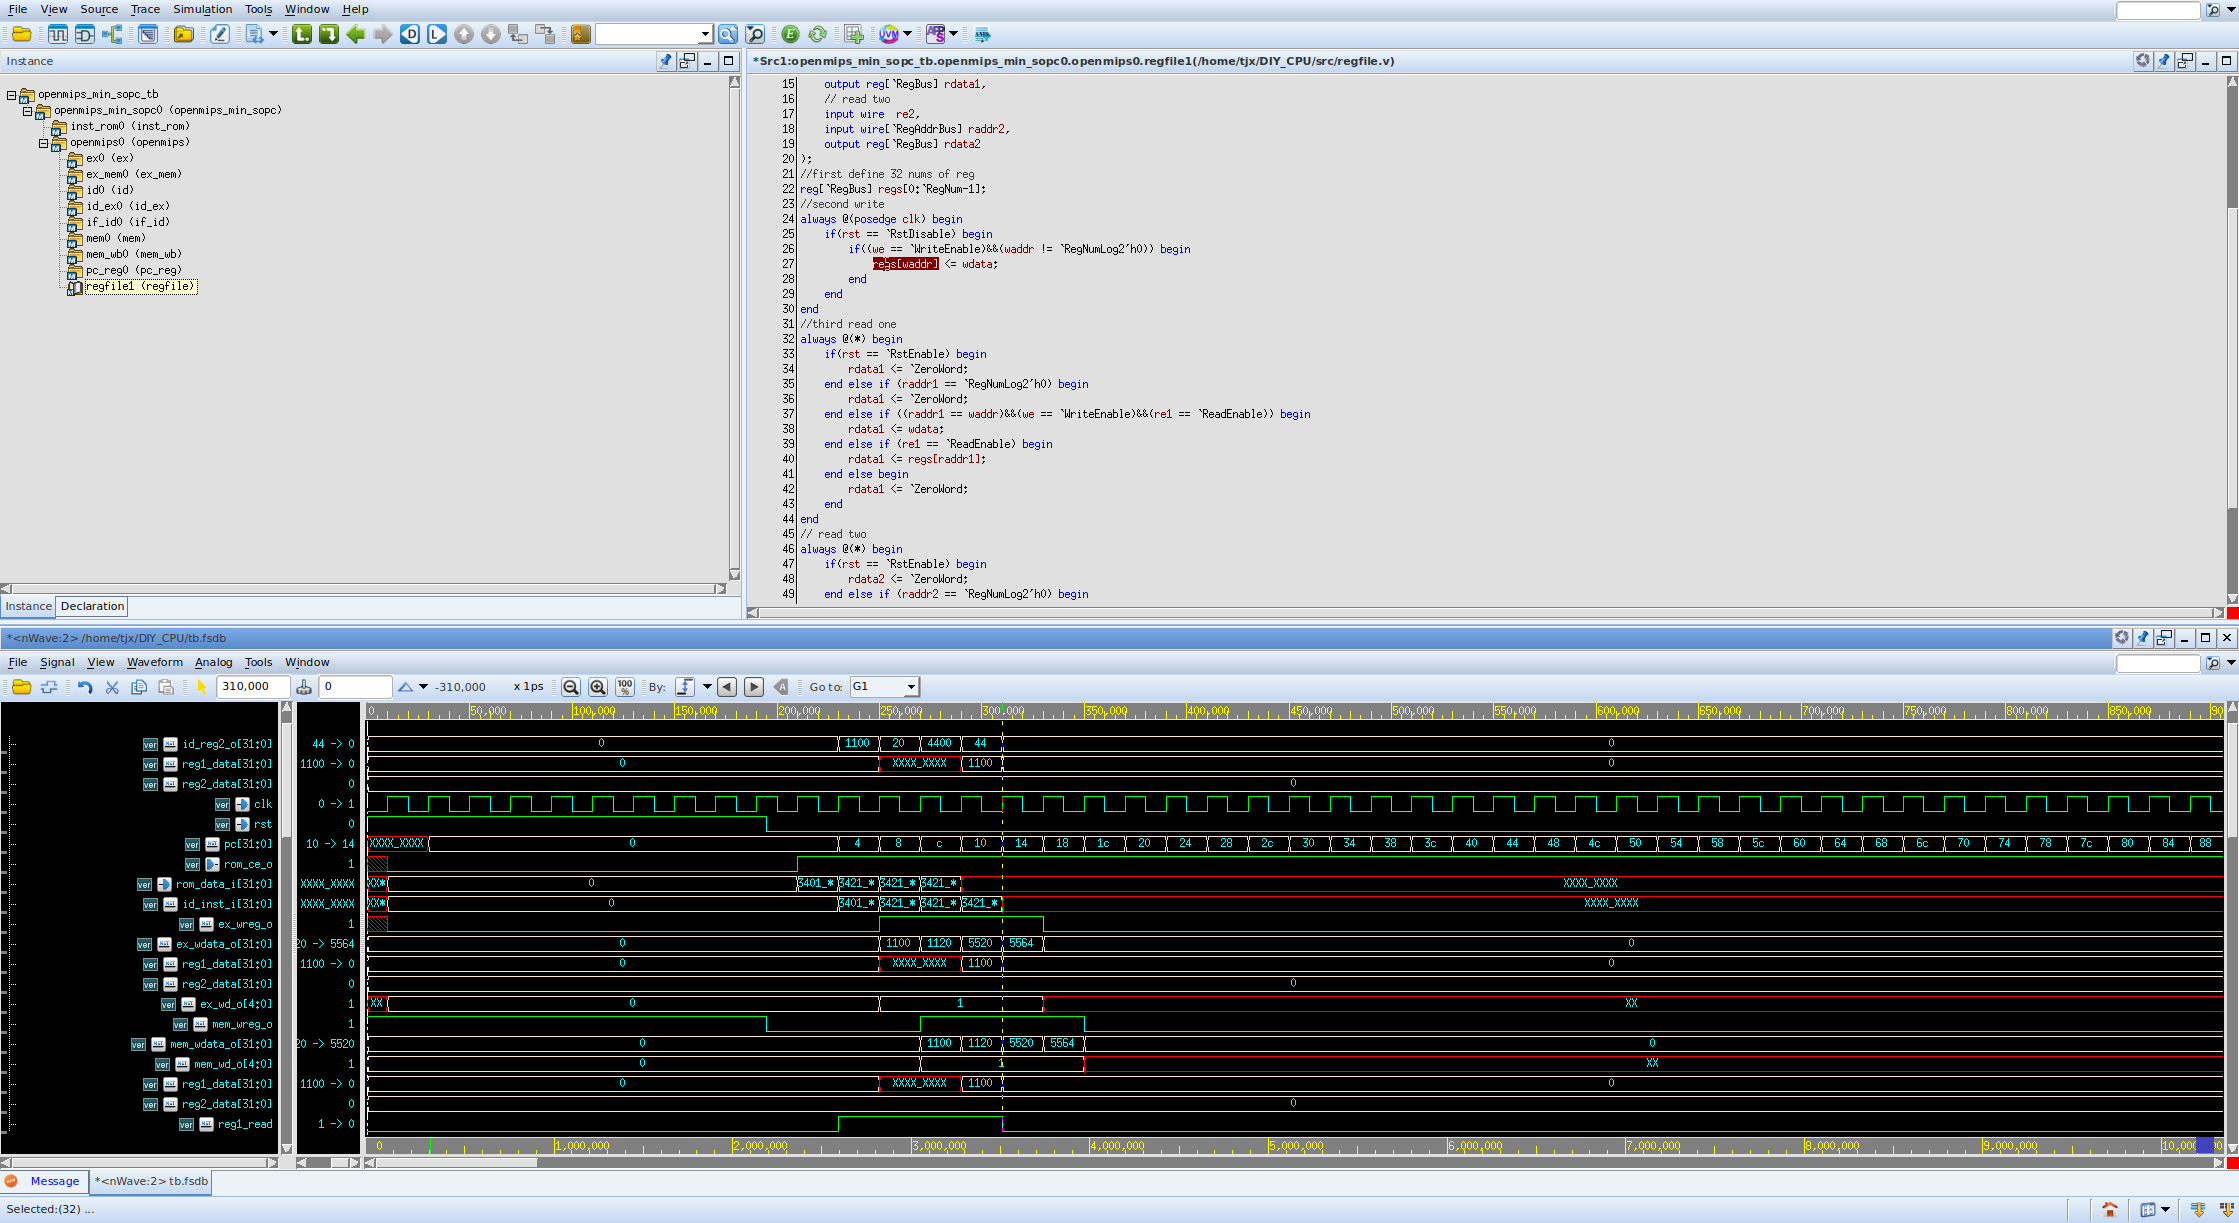 File View Source Trace Simulation Tools Window Help
Instance
openmips_min_sopc_tb
openmips_min_sopc0 (openmips_min_sopc)
inst_rom0 (inst_rom)
openmips0 (openmips)
ex0 (ex)
ex_mem0 (ex_mem)
id0 (id)
id_ex0 (id_ex)
if_id0 (if_id)
mem0 (mem)
mem_wb0 (mem_wb)
pc_reg0 (pc_reg)
regfile1 (regfile)
Instance Declaration
*Src1:openmips_min_sopc_tb.openmips_min_sopc0.openmips0.regfile1(/home/tjx/DIY_CPU/src/regfile.v)
15 output reg[`RegBus] rdata1,
16 // read two
17 input wire re2,
18 input wire[`RegAddrBus] raddr2,
19 output reg[`RegBus] rdata2
20 );
21 //first define 32 nums of reg
22 reg[`RegBus] regs[0:`RegNum-1];
23 //second write
24 always @(posedge clk) begin
25 if(rst == `RstDisable) begin
26 if((we == `WriteEnable)&&(waddr != `RegNumLog2'h0)) begin
27 regs[waddr] <= wdata;
28 end
29 end
30 end
31 //third read one
32 always @(*) begin
33 if(rst == `RstEnable) begin
34 rdata1 <= `ZeroWord;
35 end else if (raddr1 == `RegNumLog2'h0) begin
36 rdata1 <= `ZeroWord;
37 end else if ((raddr1 == waddr)&&(we == `WriteEnable)&&(re1 == `ReadEnable)) begin
38 rdata1 <= wdata;
39 end else if (re1 == `ReadEnable) begin
40 rdata1 <= regs[raddr1];
41 end else begin
42 rdata1 <= `ZeroWord;
43 end
44 end
45 // read two
46 always @(*) begin
47 if(rst == `RstEnable) begin
48 rdata2 <= `ZeroWord;
49 end else if (raddr2 == `RegNumLog2'h0) begin
*<nWave:2> /home/tjx/DIY_CPU/tb.fsdb
File Signal View Waveform Analog Tools Window
310,000 0 -310,000 x 1ps 100% By: Go to: G1
0 50,000 100,000 150,000 200,000 250,000 300,000 350,000 400,000 450,000 500,000 550,000 600,000 650,000 700,000 750,000 800,000 850,000 90
ver id_reg2_o[31:0] 44 -> 0 0 1100 20 4400 44 0
ver reg1_data[31:0] 1100 -> 0 0 XXXX_XXXX 1100 0
ver reg2_data[31:0] 0 0
ver clk 0 -> 1
ver rst 0
ver pc[31:0] 10 -> 14 XXXX_XXXX 0 4 8 c 10 14 18 1c 20 24 28 2c 30 34 38 3c 40 44 48 4c 50 54 58 5c 60 64 68 6c 70 74 78 7c 80 84 88
ver rom_ce_o 1
ver rom_data_i[31:0] XXXX_XXXX XX* 0 3401_* 3421_* 3421_* 3421_* XXXX_XXXX
ver id_inst_i[31:0] XXXX_XXXX XX* 0 3401_* 3421_* 3421_* 3421_* XXXX_XXXX
ver ex_wreg_o 1
ver ex_wdata_o[31:0] 20 -> 5564 0 1100 1120 5520 5564 0
ver reg1_data[31:0] 1100 -> 0 0 XXXX_XXXX 1100 0
ver reg2_data[31:0] 0 0
ver ex_wd_o[4:0] 1 XX 0 1 XX
ver mem_wreg_o 1
ver mem_wdata_o[31:0] 20 -> 5520 0 1100 1120 5520 5564 0
ver mem_wd_o[4:0] 1 0 1 XX
ver reg1_data[31:0] 1100 -> 0 0 XXXX_XXXX 1100 0
ver reg2_data[31:0] 0 0
ver reg1_read 1 -> 0
0 1,000,000 2,000,000 3,000,000 4,000,000 5,000,000 6,000,000 7,000,000 8,000,000 9,000,000
Message *<nWave:2> tb.fsdb
Selected:(32) ...